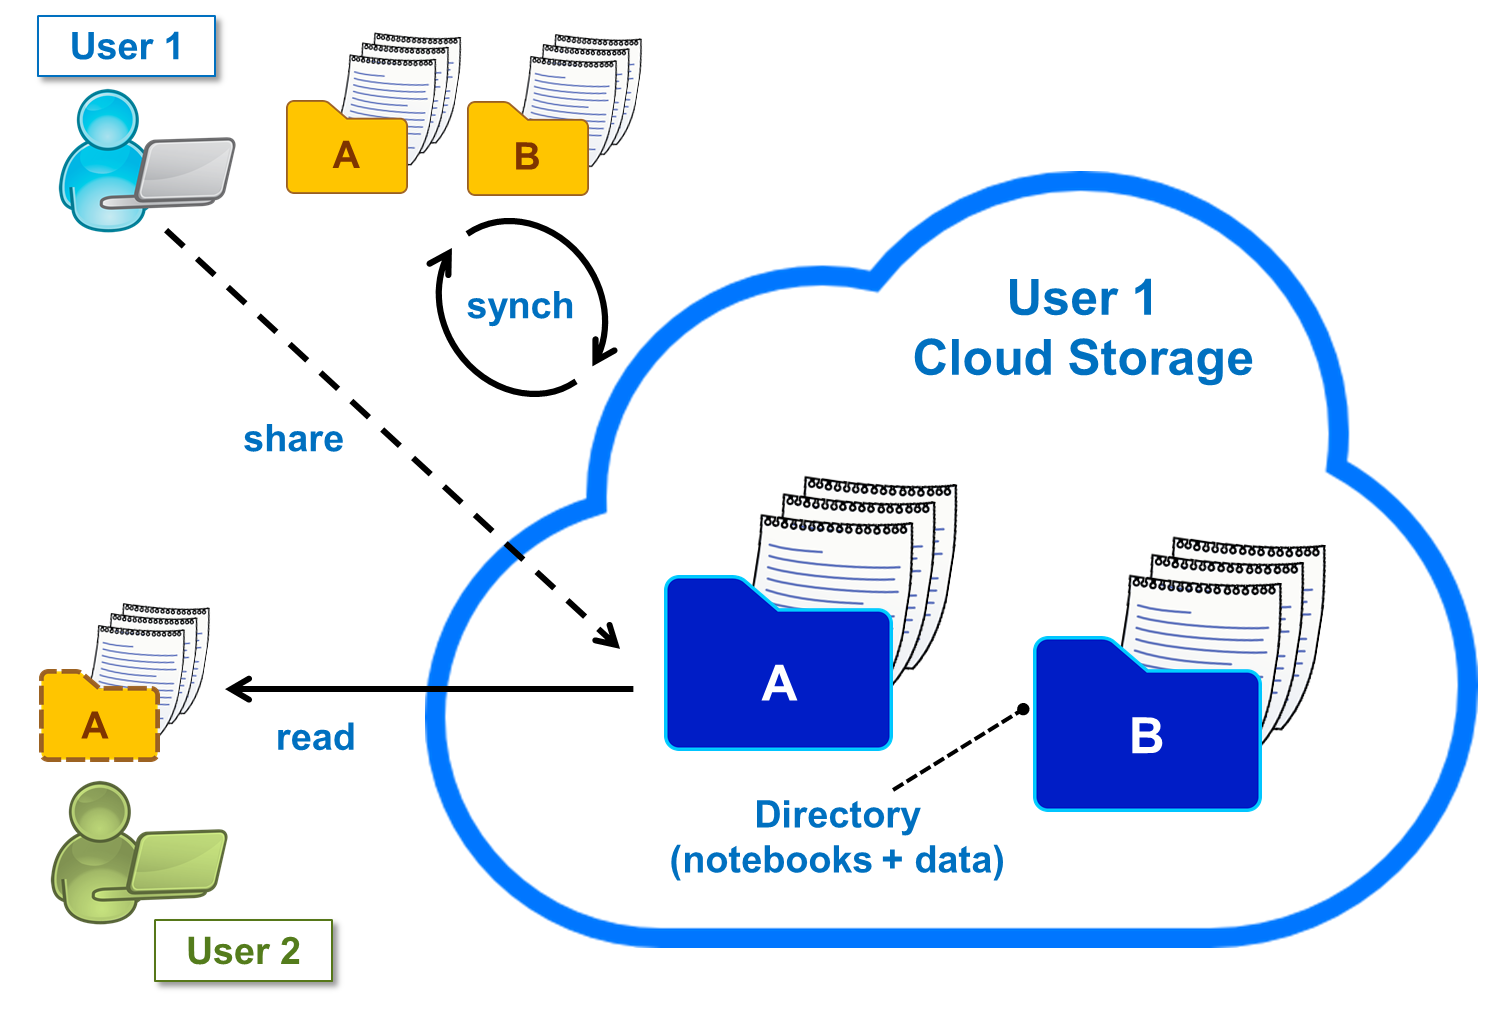 User 1
A
B
synch
User 1
Cloud Storage
share
A
B
A
read
Directory
(notebooks + data)
User 2